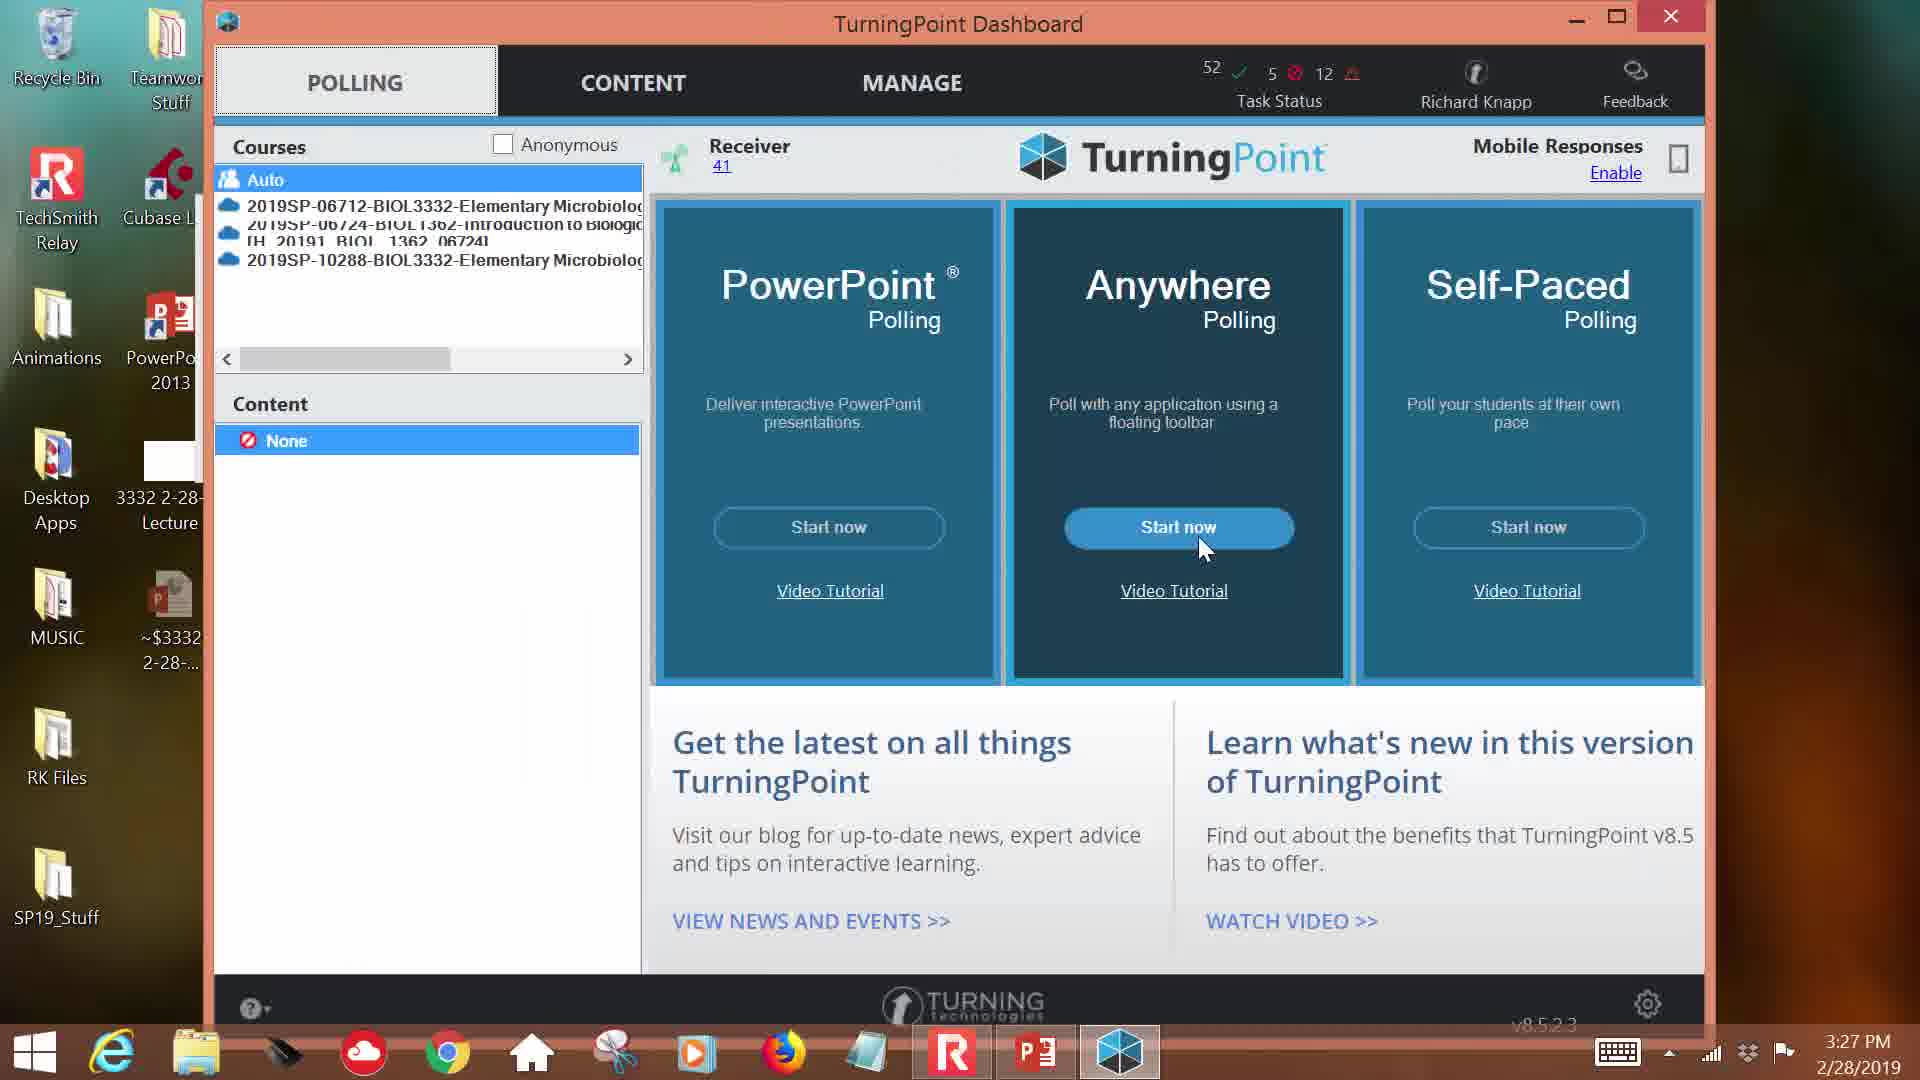 TurningPoint Dashboard
Recycle Bin
Teamwor
Stuff
TechSmith
Relay
Cubase L
Animations
PowerPo
2013
Desktop
Apps
3332 2-28-
Lecture
MUSIC
~$3332
2-28-...
RK Files
SP19_Stuff
POLLING
CONTENT
MANAGE
52 5 12
Task Status
Richard Knapp
Feedback
Courses
Anonymous
Auto
2019SP-06712-BIOL3332-Elementary Microbiolog
2019SP-06724-BIOL1362-Introduction to Biologic
[H_20191_BIOL_1362_06724]
2019SP-10288-BIOL3332-Elementary Microbiolog
Content
None
Receiver
41
TurningPoint
Mobile Responses
Enable
PowerPoint ®
Polling
Deliver interactive PowerPoint
presentations.
Start now
Video Tutorial
Anywhere
Polling
Poll with any application using a
floating toolbar
Start now
Video Tutorial
Self-Paced
Polling
Poll your students at their own
pace
Start now
Video Tutorial
Get the latest on all things
TurningPoint
Visit our blog for up-to-date news, expert advice
and tips on interactive learning.
VIEW NEWS AND EVENTS >>
Learn what's new in this version
of TurningPoint
Find out about the benefits that TurningPoint v8.5
has to offer.
WATCH VIDEO >>
TURNING
technologies
v8.5.2.3
3:27 PM
2/28/2019